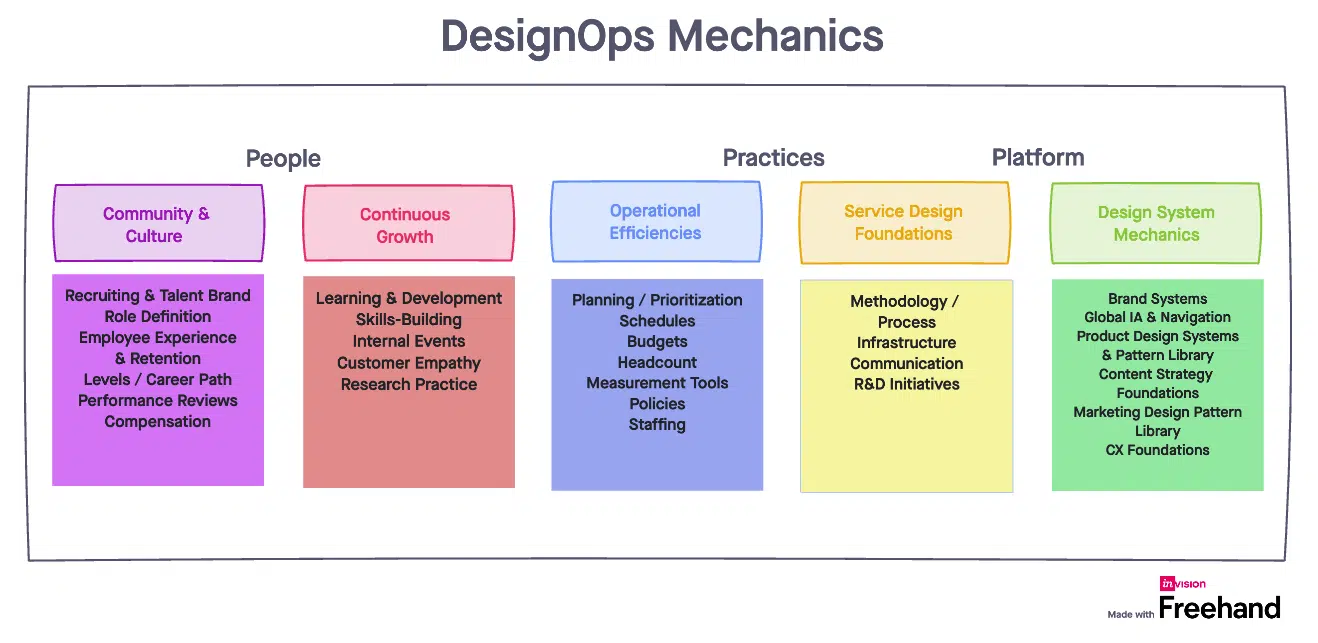 DesignOps Mechanics
People
Practices
Platform
Community &
Culture
Continuous
Growth
Operational
Efficiencies
Service Design
Foundations
Design System
Mechanics
Recruiting & Talent Brand
Role Definition
Employee Experience
& Retention
Levels / Career Path
Performance Reviews
Compensation
Learning & Development
Skills-Building
Internal Events
Customer Empathy
Research Practice
Planning / Prioritization
Schedules
Budgets
Headcount
Measurement Tools
Policies
Staffing
Methodology /
Process
Infrastructure
Communication
R&D Initiatives
Brand Systems
Global IA & Navigation
Product Design Systems
& Pattern Library
Content Strategy
Foundations
Marketing Design Pattern
Library
CX Foundations
inVISION
Made with Freehand